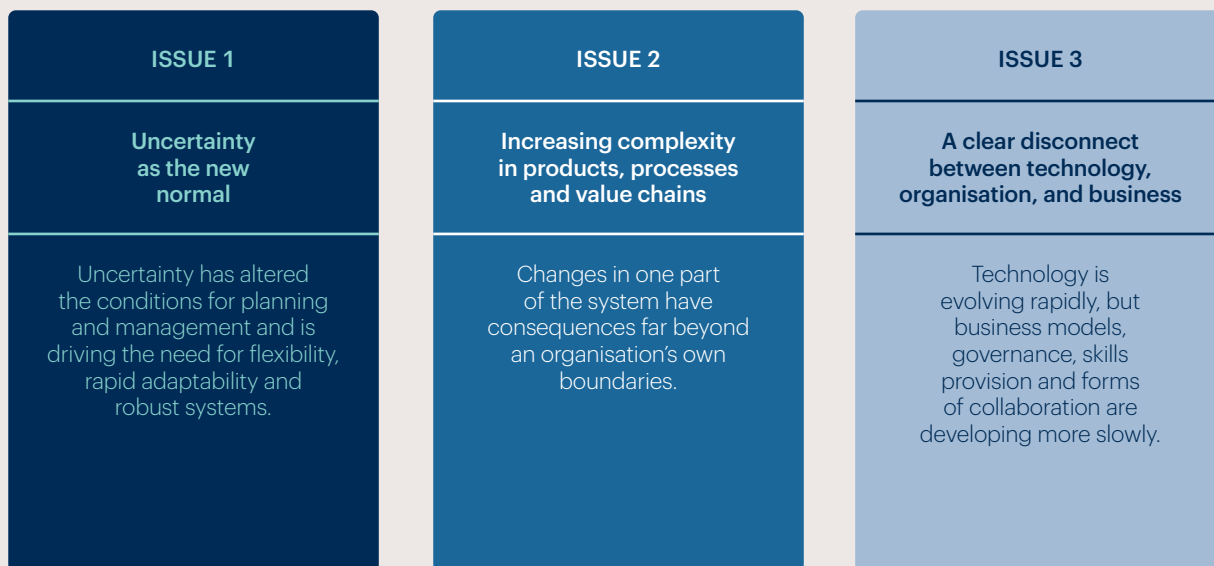 ISSUE 1
Uncertainty
as the new
normal
Uncertainty has altered
the conditions for planning
and management and is
driving the need for flexibility,
rapid adaptability and
robust systems.
ISSUE 2
Increasing complexity
in products, processes
and value chains
Changes in one part
of the system have
consequences far beyond
an organisation's own
boundaries.
ISSUE 3
A clear disconnect
between technology,
organisation, and business
Technology is
evolving rapidly, but
business models,
governance, skills
provision and forms
of collaboration are
developing more slowly.